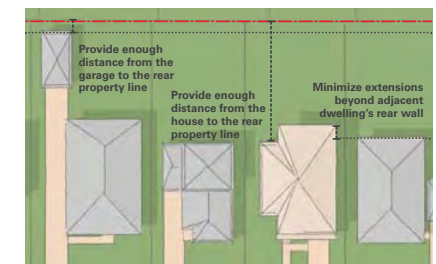 Provide enough
distance from the
garage to the rear
property line
Provide enough
distance from the
house to the rear
property line
Minimize extensions
beyond adjacent
dwelling's rear wall